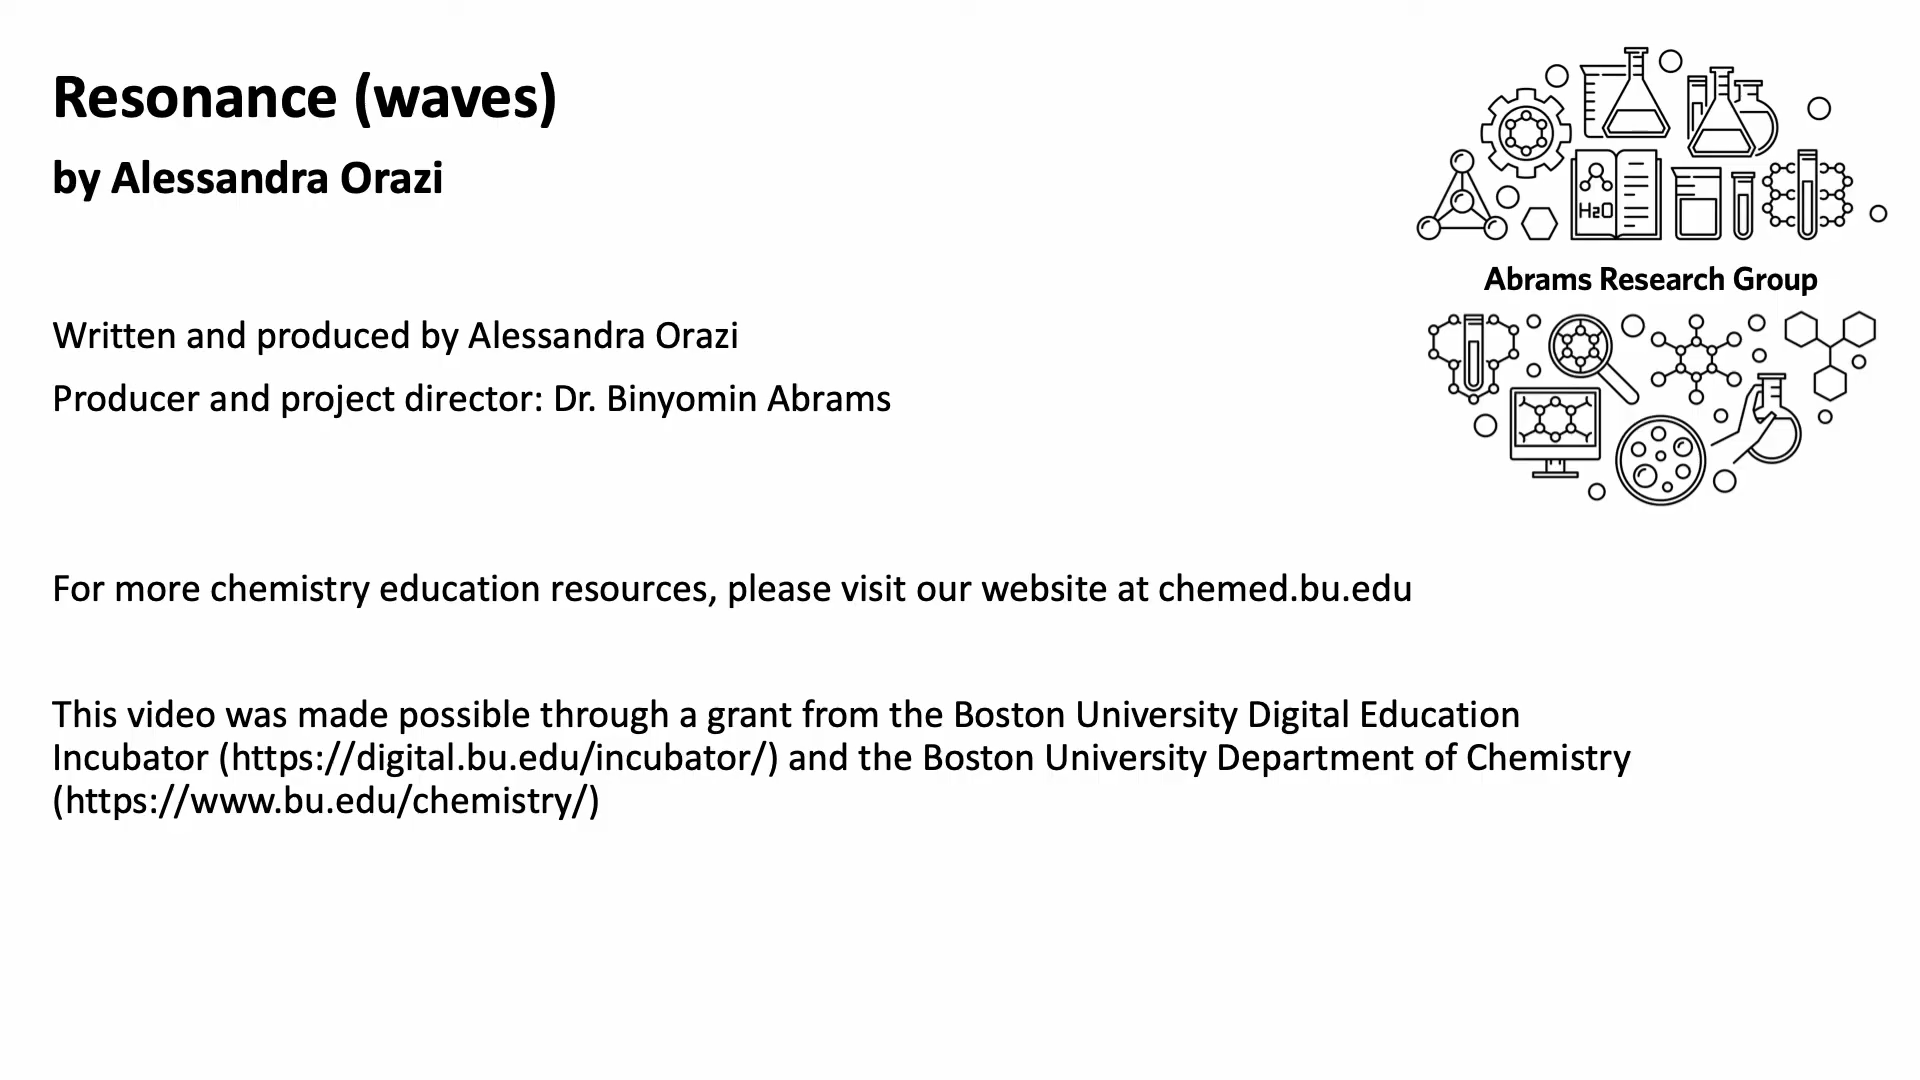 Resonance (waves)
by Alessandra Orazi
H2O
Abrams Research Group
Written and produced by Alessandra Orazi
Producer and project director: Dr. Binyomin Abrams
For more chemistry education resources, please visit our website at chemed.bu.edu
This video was made possible through a grant from the Boston University Digital Education
Incubator (https://digital.bu.edu/incubator/) and the Boston University Department of Chemistry
(https://www.bu.edu/chemistry/)